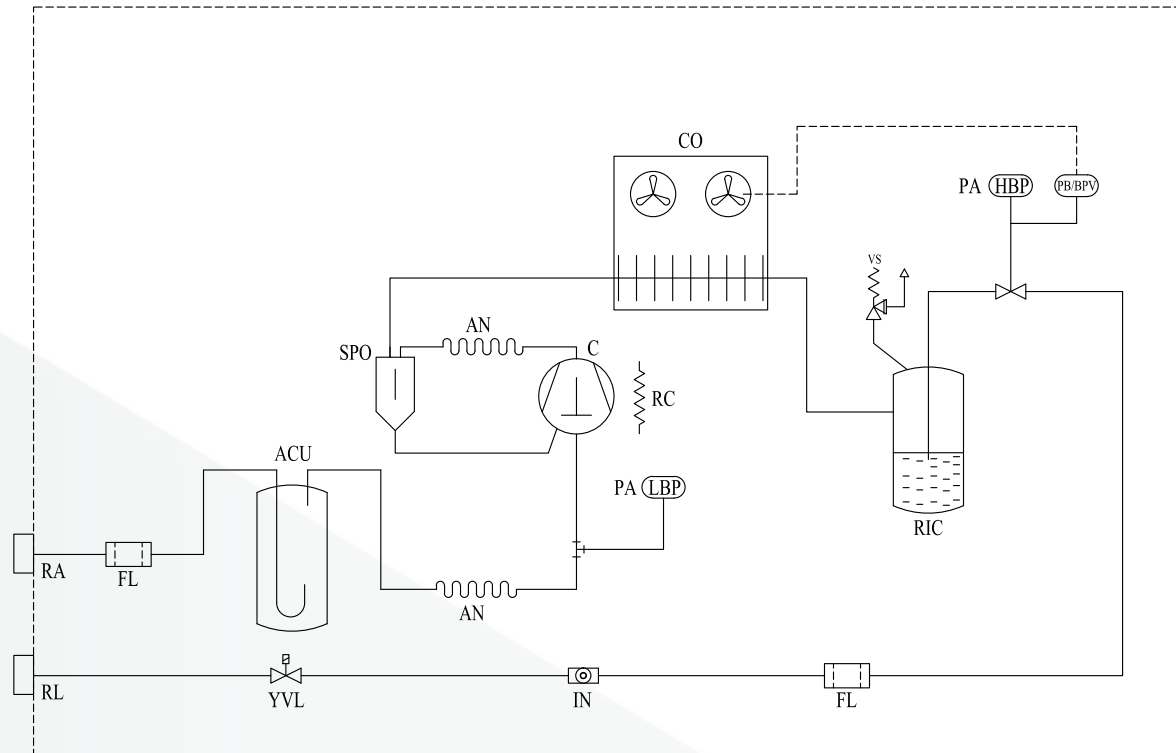 CO
PA HBP PB/BPV
VS
AN
SPO C
RC
ACU
PA LBP
RIC
RA FL
AN
RL YVL IN FL